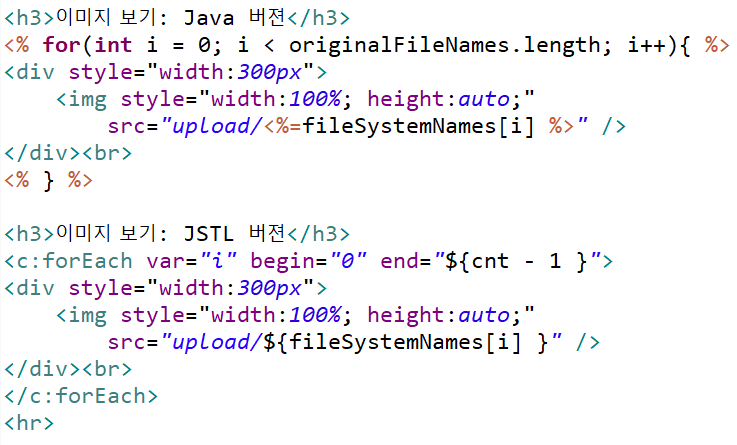 <h3>이미지 보기: Java 버젼</h3>
<% for(int i = 0; i < originalFileNames.length; i++){ %>
<div style="width:300px">
    <img style="width:100%; height:auto;"
        src="upload/<%=fileSystemNames[i] %>" />
</div><br>
<% } %>

<h3>이미지 보기: JSTL 버젼</h3>
<c:forEach var="i" begin="0" end="${cnt - 1 }">
<div style="width:300px">
    <img style="width:100%; height:auto;"
        src="upload/${fileSystemNames[i] }" />
</div><br>
</c:forEach>
<hr>